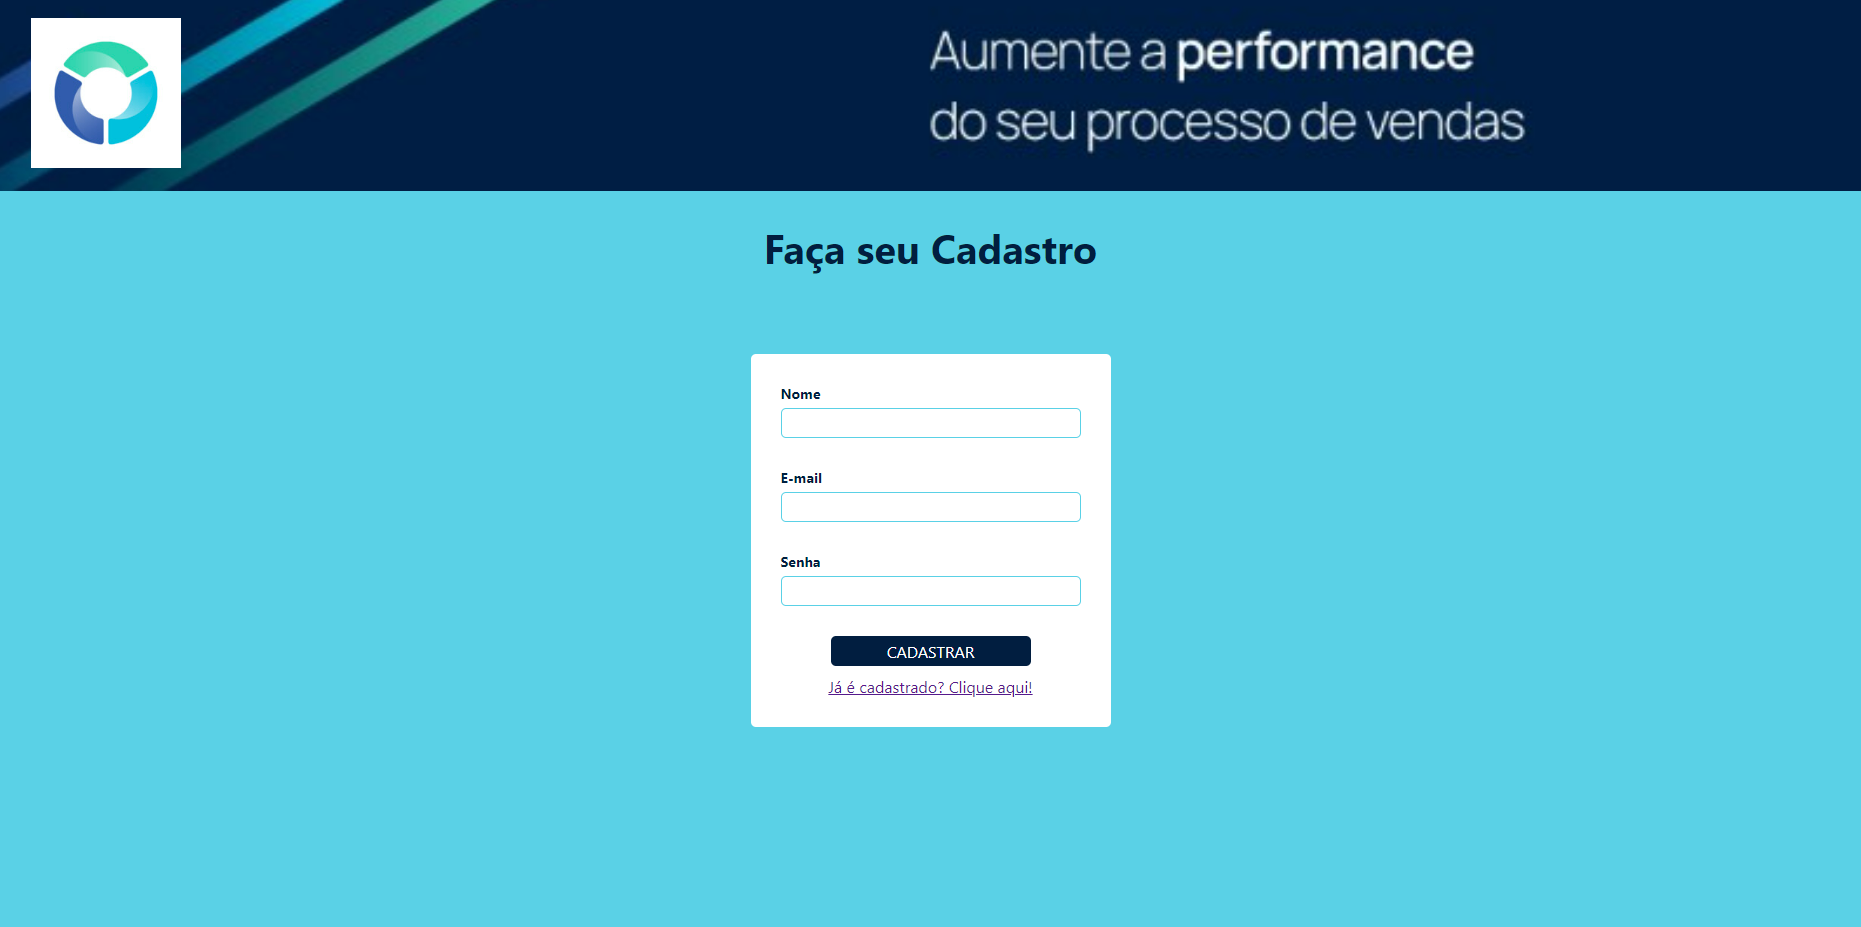 Aumente a performance
do seu processo de vendas
Faça seu Cadastro
Nome
E-mail
Senha
CADASTRAR
Já é cadastrado? Clique aqui!